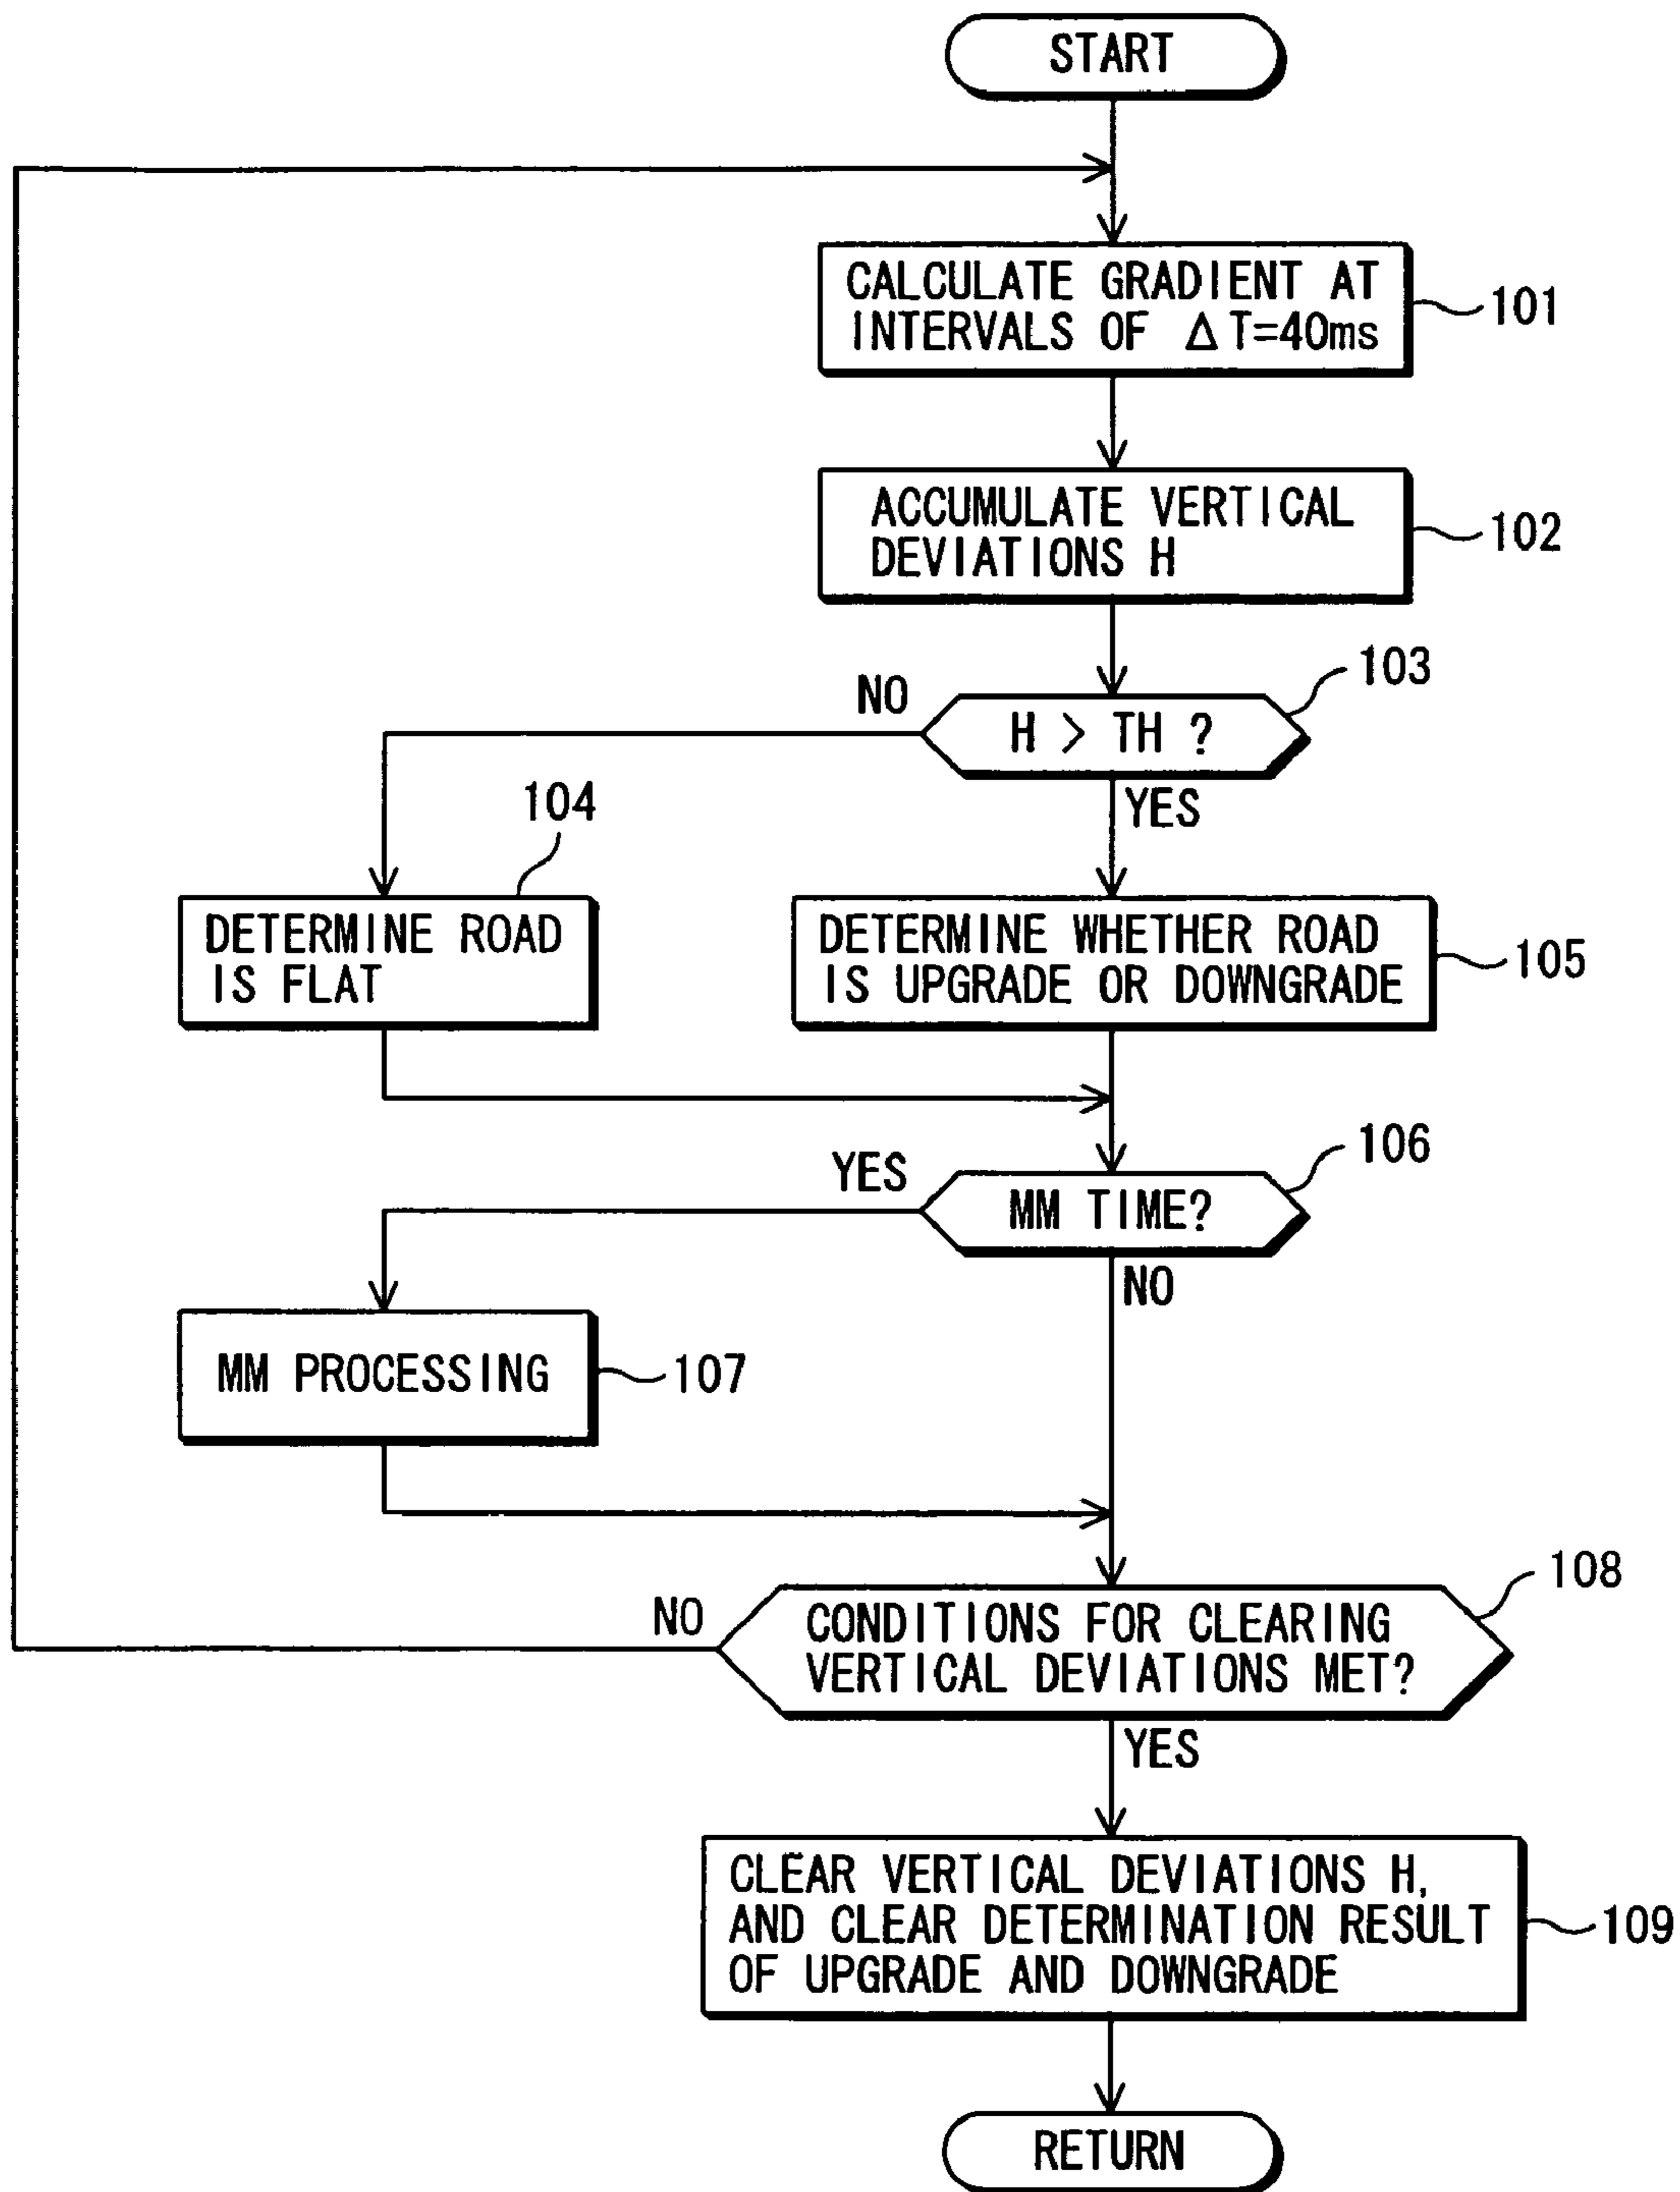 START
CALCULATE GRADIENT AT
INTERVALS OF ΔT=40ms
101
ACCUMULATE VERTICAL
DEVIATIONS H
102
103
NO
H > TH ?
YES
104
DETERMINE ROAD
IS FLAT
DETERMINE WHETHER ROAD
IS UPGRADE OR DOWNGRADE
105
106
YES
MM TIME?
NO
MM PROCESSING
107
108
NO
CONDITIONS FOR CLEARING
VERTICAL DEVIATIONS MET?
YES
CLEAR VERTICAL DEVIATIONS H,
AND CLEAR DETERMINATION RESULT
OF UPGRADE AND DOWNGRADE
109
RETURN